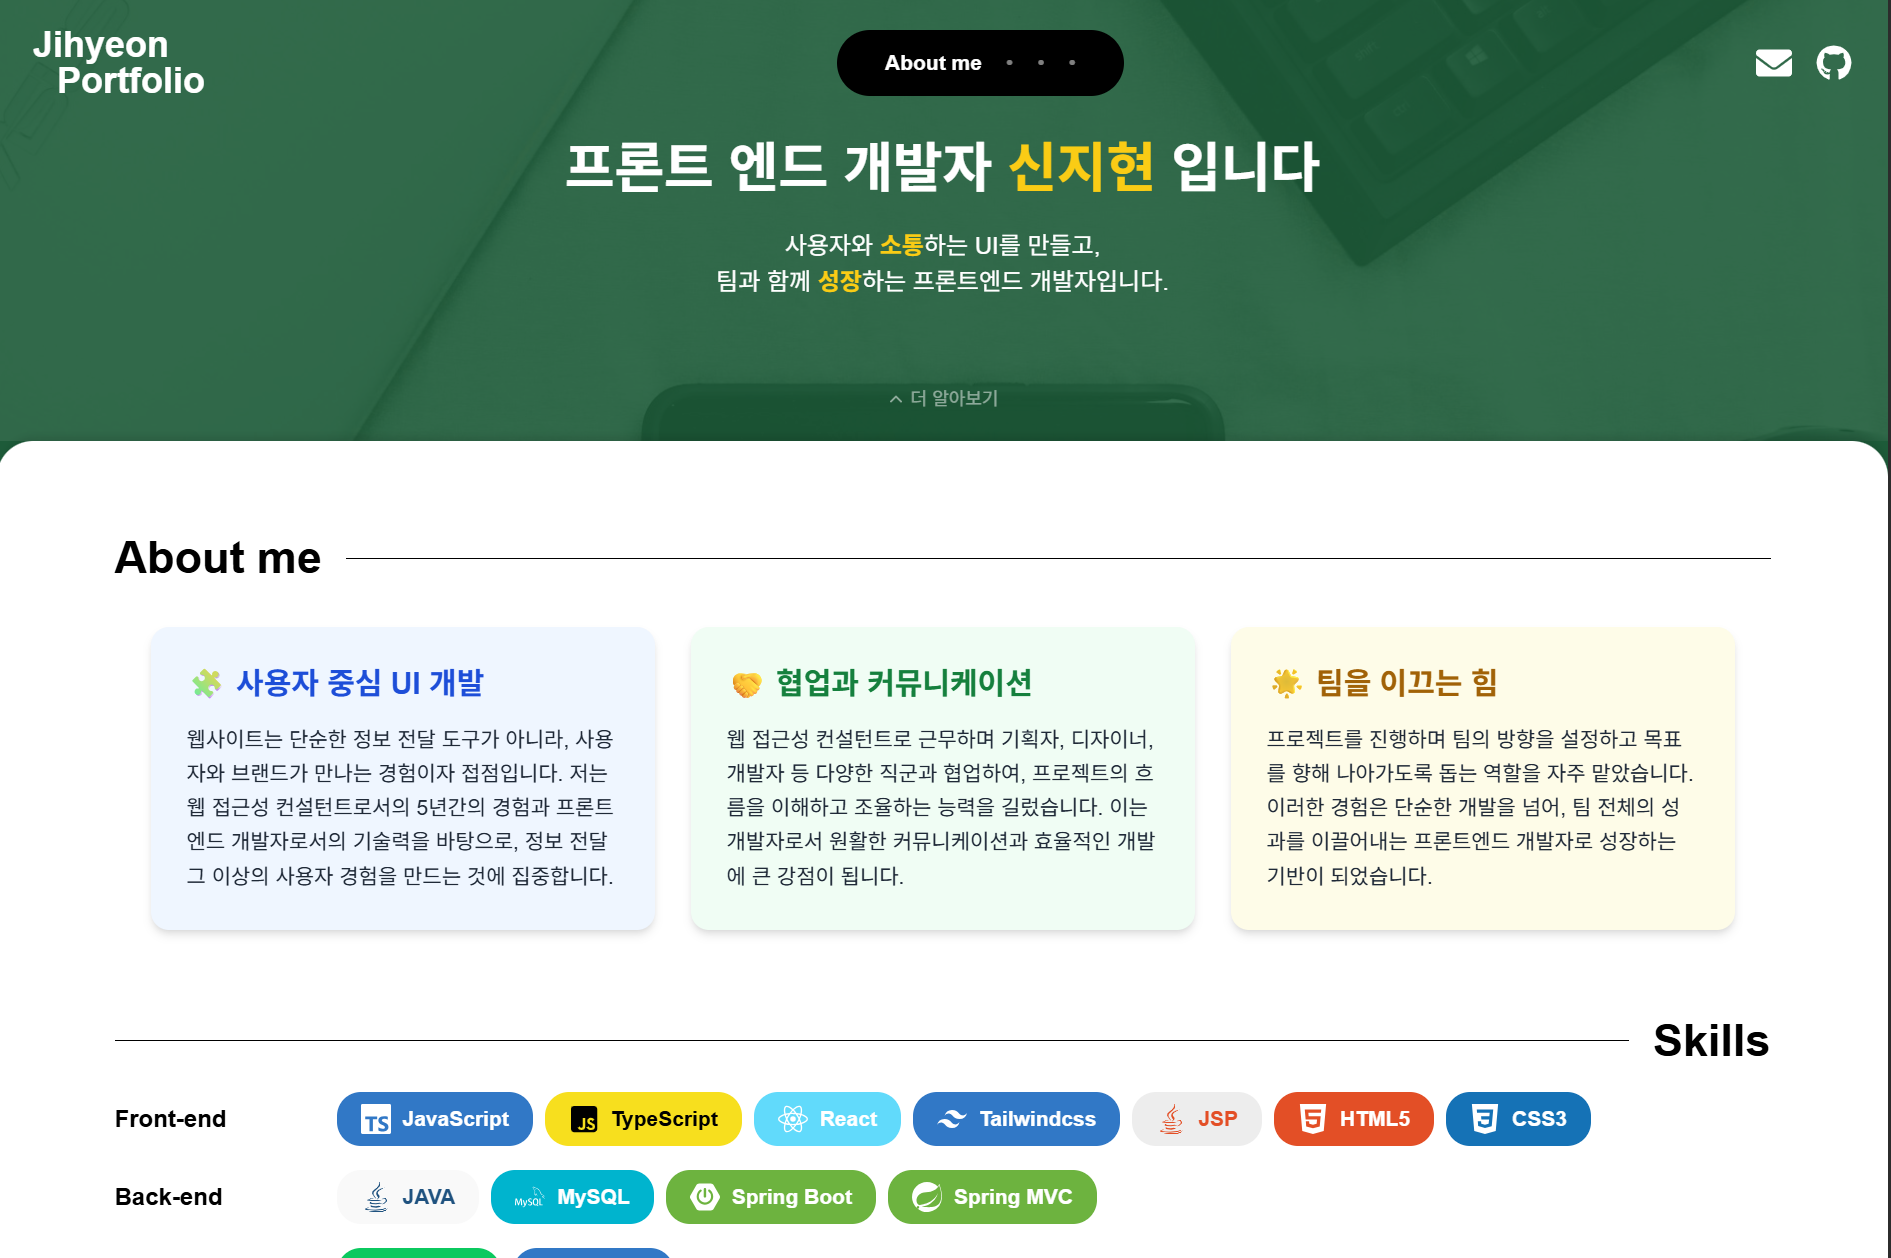 Jihyeon
Portfolio
About me
프론트 엔드 개발자 신지현 입니다
사용자와 소통하는 UI를 만들고,
팀과 함께 성장하는 프론트엔드 개발자입니다.
더 알아보기
About me
사용자 중심 UI 개발
웹사이트는 단순한 정보 전달 도구가 아니라, 사용
자와 브랜드가 만나는 경험이자 접점입니다. 저는
웹 접근성 컨설턴트로서의 5년간의 경험과 프론트
엔드 개발자로서의 기술력을 바탕으로, 정보 전달
그 이상의 사용자 경험을 만드는 것에 집중합니다.
협업과 커뮤니케이션
웹 접근성 컨설턴트로 근무하며 기획자, 디자이너,
개발자 등 다양한 직군과 협업하여, 프로젝트의 흐
름을 이해하고 조율하는 능력을 길렀습니다. 이는
개발자로서 원활한 커뮤니케이션과 효율적인 개발
에 큰 강점이 됩니다.
팀을 이끄는 힘
프로젝트를 진행하며 팀의 방향을 설정하고 목표
를 향해 나아가도록 돕는 역할을 자주 맡았습니다.
이러한 경험은 단순한 개발을 넘어, 팀 전체의 성
과를 이끌어내는 프론트엔드 개발자로 성장하는
기반이 되었습니다.
Skills
Front-end
TS JavaScript
JS TypeScript
React
Tailwindcss
JSP
HTML5
CSS3
Back-end
JAVA
MySQL MySQL
Spring Boot
Spring MVC